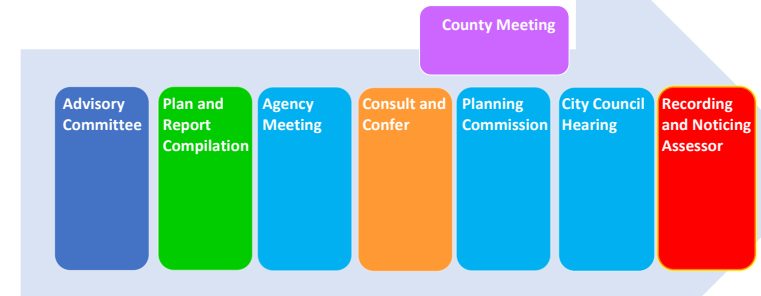 County Meeting
Advisory
Committee
Plan and
Report
Compilation
Agency
Meeting
Consult and
Confer
Planning
Commission
City Council
Hearing
Recording
and Noticing
Assessor